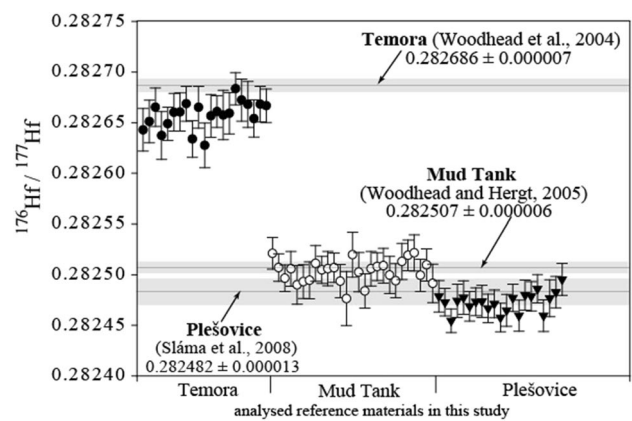 0.28275
0.28270
0.28265
0.28260
0.28255
0.28250
0.28245
0.28240
176Hf / 177Hf
Temora (Woodhead et al., 2004)
0.282686 ± 0.000007
Mud Tank
(Woodhead and Hergt, 2005)
0.282507 ± 0.000006
Plešovice
(Sláma et al., 2008)
0.282482 ± 0.000013
Temora Mud Tank Plešovice
analysed reference materials in this study